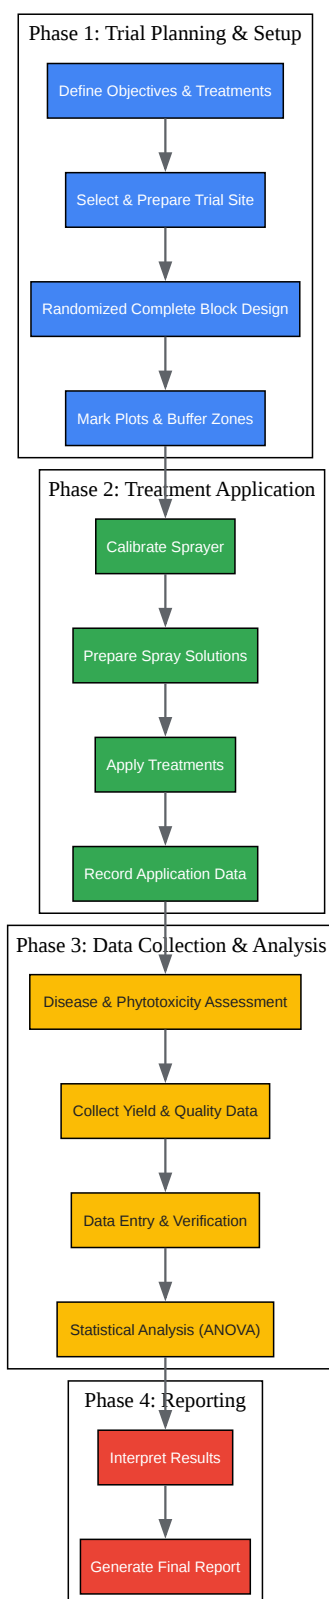 Phase 1: Trial Planning & Setup
Define Objectives & Treatments
Select & Prepare Trial Site
Randomized Complete Block Design
Mark Plots & Buffer Zones
Phase 2: Treatment Application
Calibrate Sprayer
Prepare Spray Solutions
Apply Treatments
Record Application Data
Phase 3: Data Collection & Analysis
Disease & Phytotoxicity Assessment
Collect Yield & Quality Data
Data Entry & Verification
Statistical Analysis (ANOVA)
Phase 4: Reporting
Interpret Results
Generate Final Report